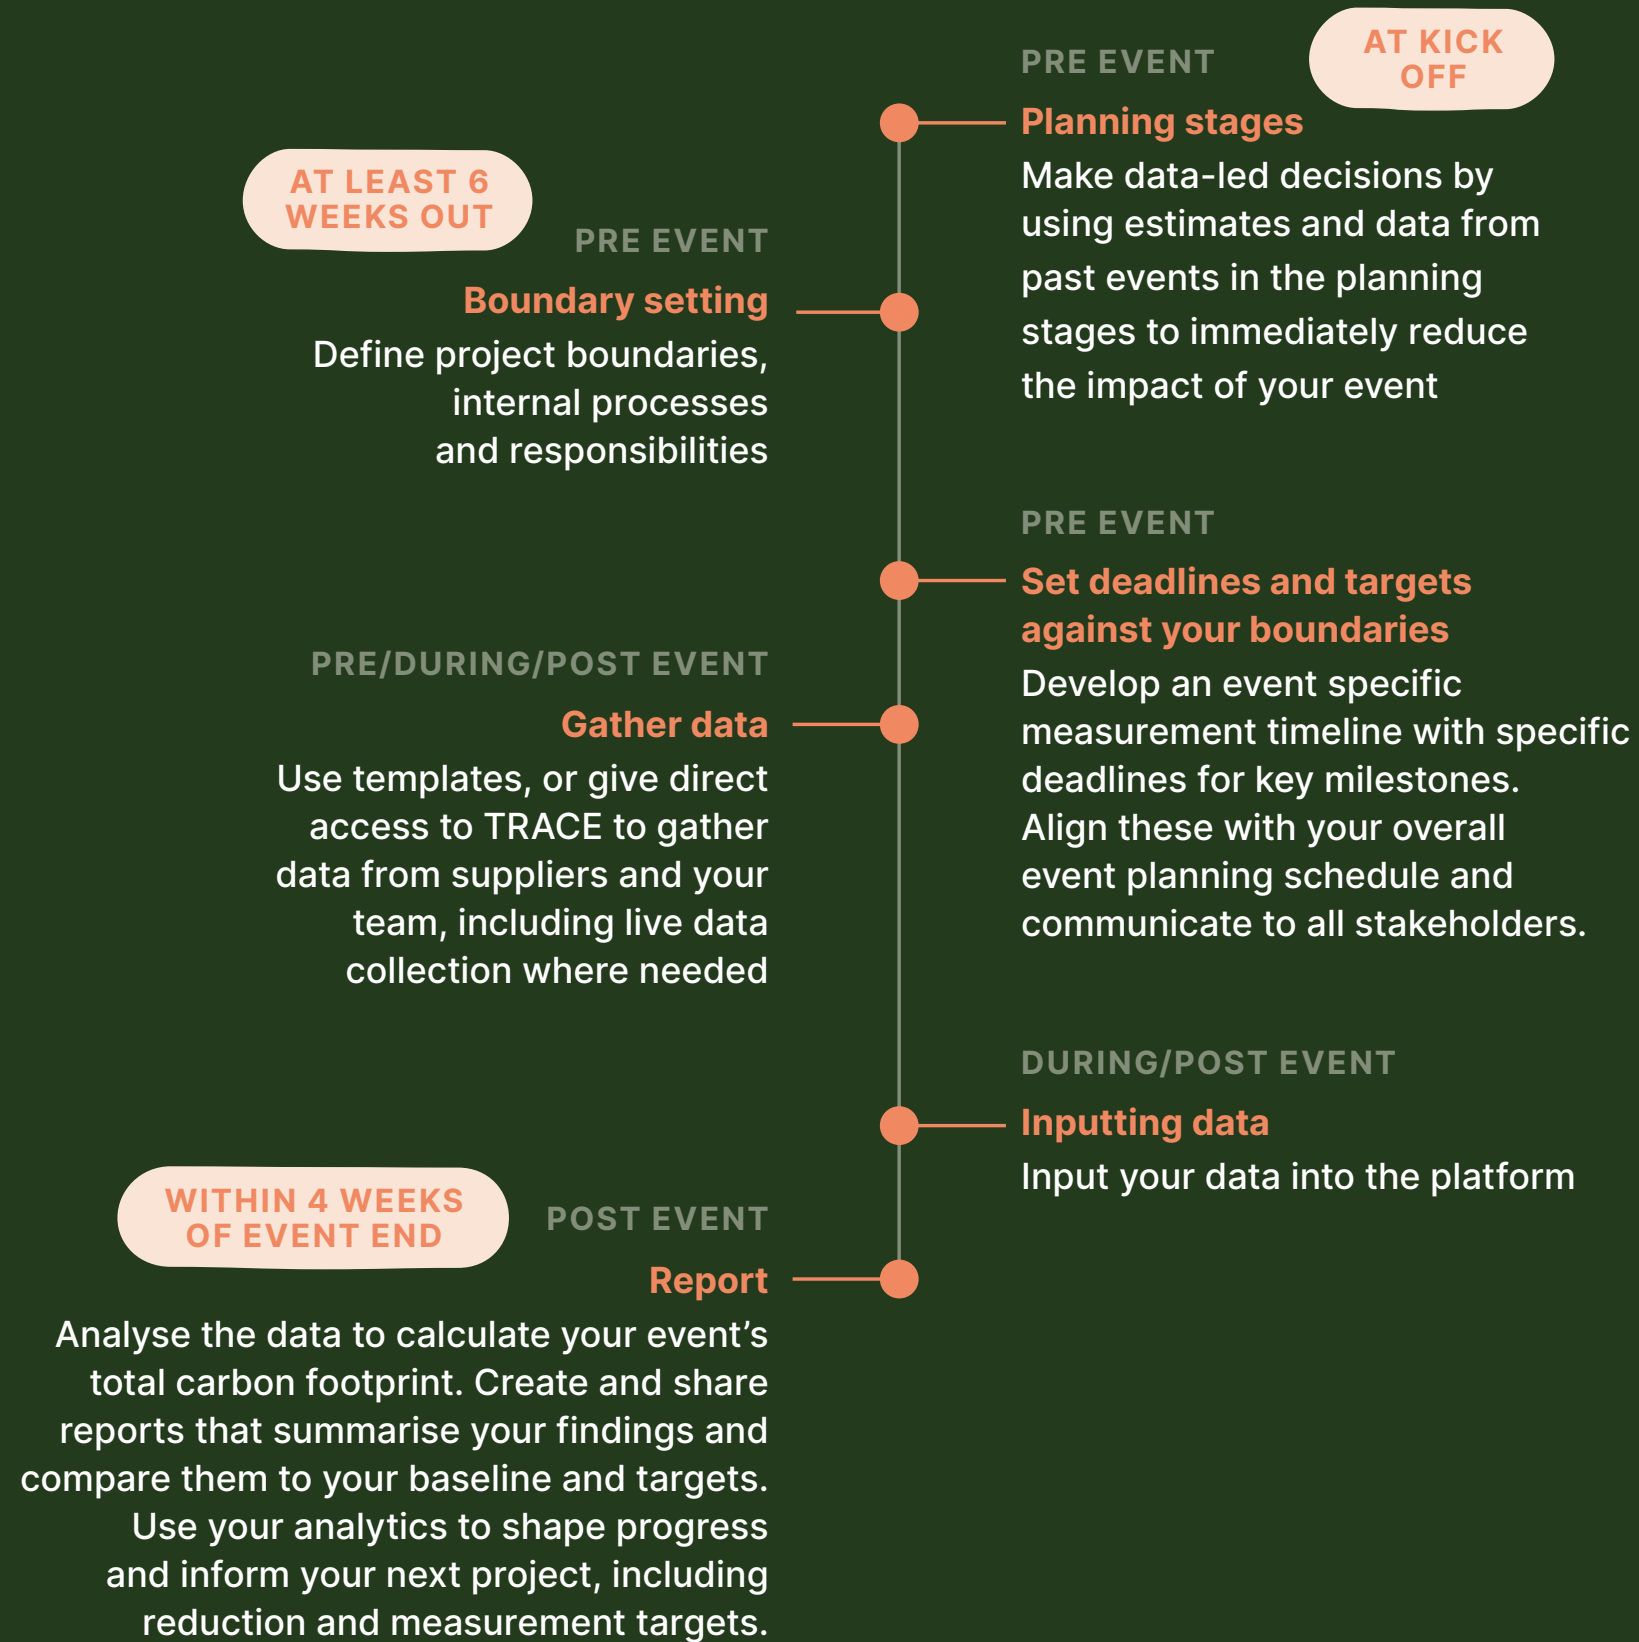 AT KICK
OFF
PRE EVENT
Planning stages
Make data-led decisions by
using estimates and data from
past events in the planning
stages to immediately reduce
the impact of your event
AT LEAST 6
WEEKS OUT
PRE EVENT
Boundary setting
Define project boundaries,
internal processes
and responsibilities
PRE EVENT
Set deadlines and targets
against your boundaries
Develop an event specific
measurement timeline with specific
deadlines for key milestones.
Align these with your overall
event planning schedule and
communicate to all stakeholders.
PRE/DURING/POST EVENT
Gather data
Use templates, or give direct
access to TRACE to gather
data from suppliers and your
team, including live data
collection where needed
DURING/POST EVENT
Inputting data
Input your data into the platform
WITHIN 4 WEEKS
OF EVENT END
POST EVENT
Report
Analyse the data to calculate your event’s
total carbon footprint. Create and share
reports that summarise your findings and
compare them to your baseline and targets.
Use your analytics to shape progress
and inform your next project, including
reduction and measurement targets.